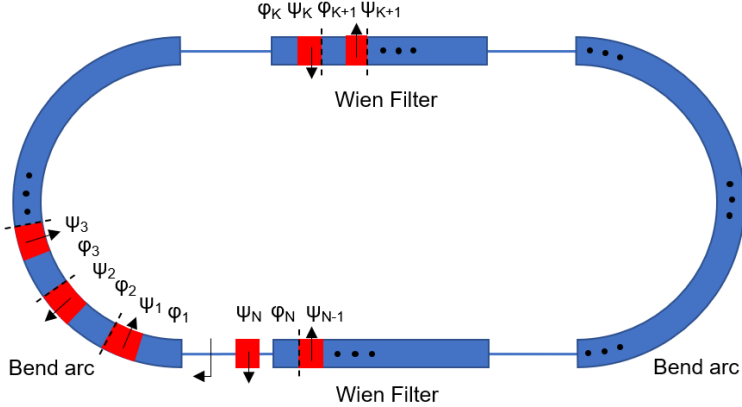 φK ψK φK+1 ψK+1
Wien Filter
ψ3
φ3
ψ2
φ2
ψ1 φ1
ψN φN ψN-1
Bend arc
Wien Filter
Bend arc